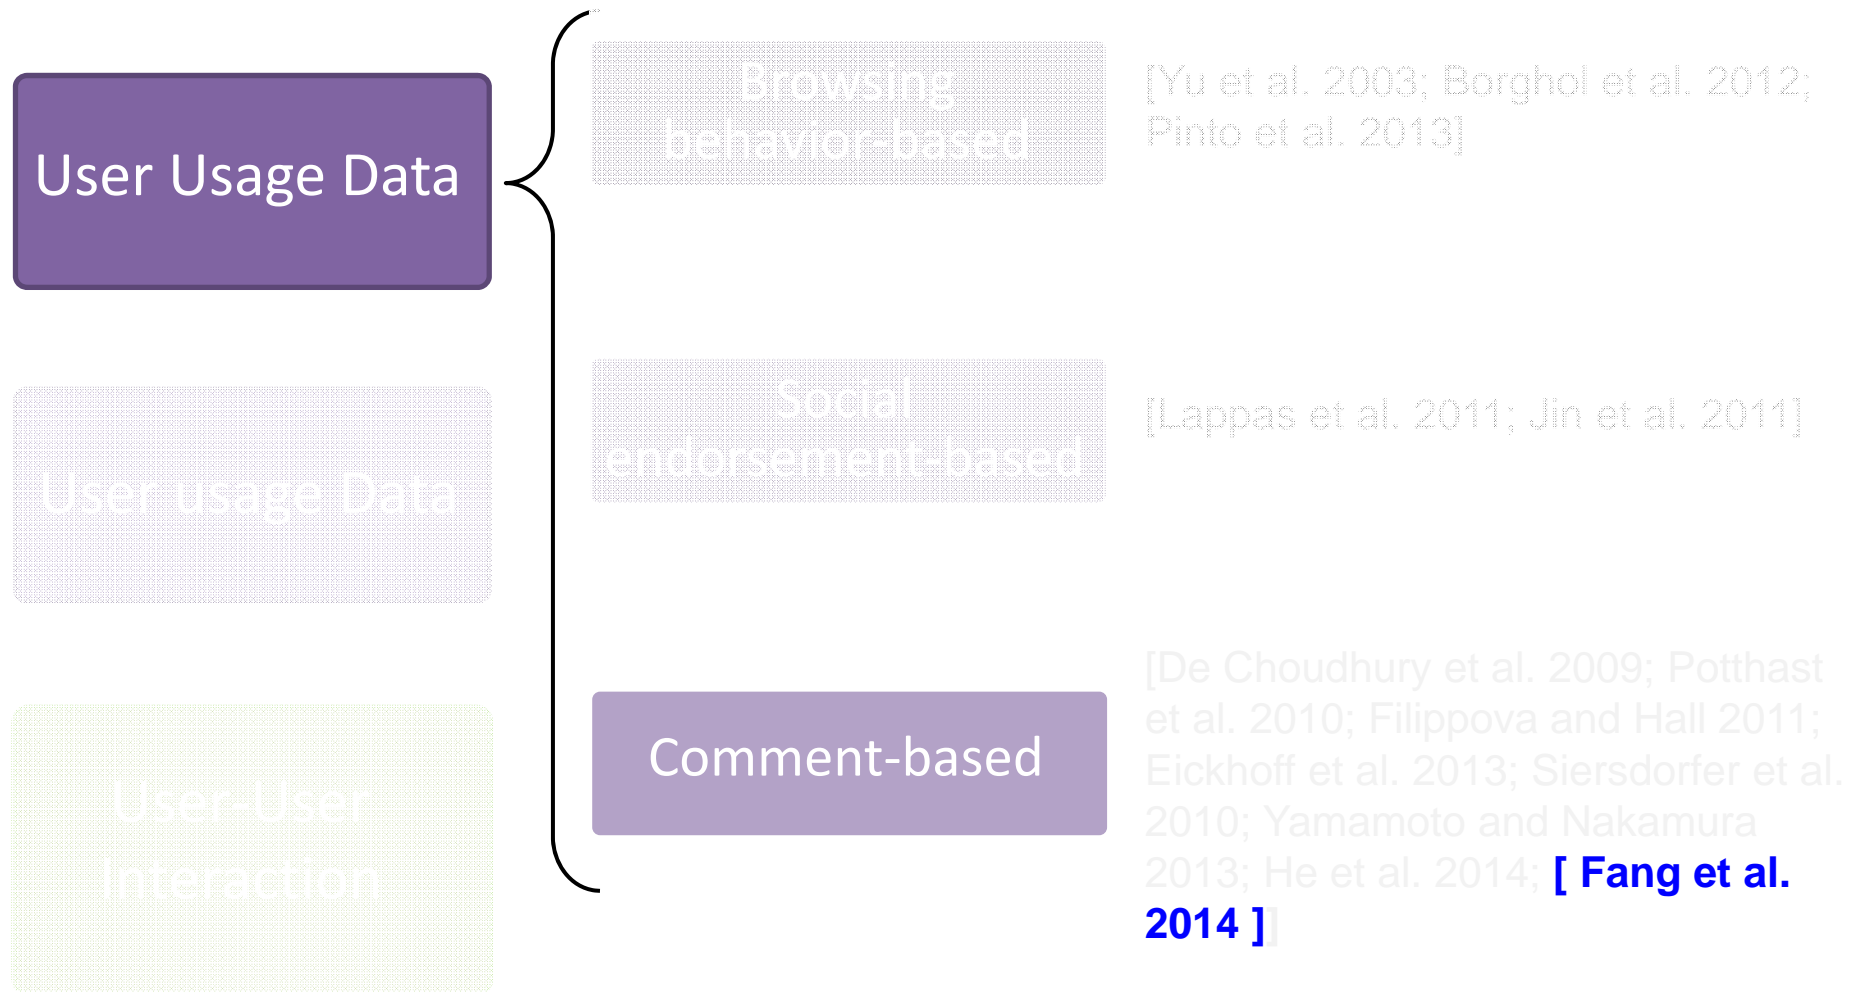 User Usage Data
Browsing
behavior-based
[Yu et al. 2003; Borghol et al. 2012;
Pinto et al. 2013]
User usage Data
Social
endorsement-based
[Lappas et al. 2011; Jin et al. 2011]
User-User
Interaction
Comment-based
[De Choudhury et al. 2009; Potthast
et al. 2010; Filippova and Hall 2011;
Eickhoff et al. 2013; Siersdorfer et al.
2010; Yamamoto and Nakamura
2013; He et al. 2014; [ Fang et al.
2014 ]]